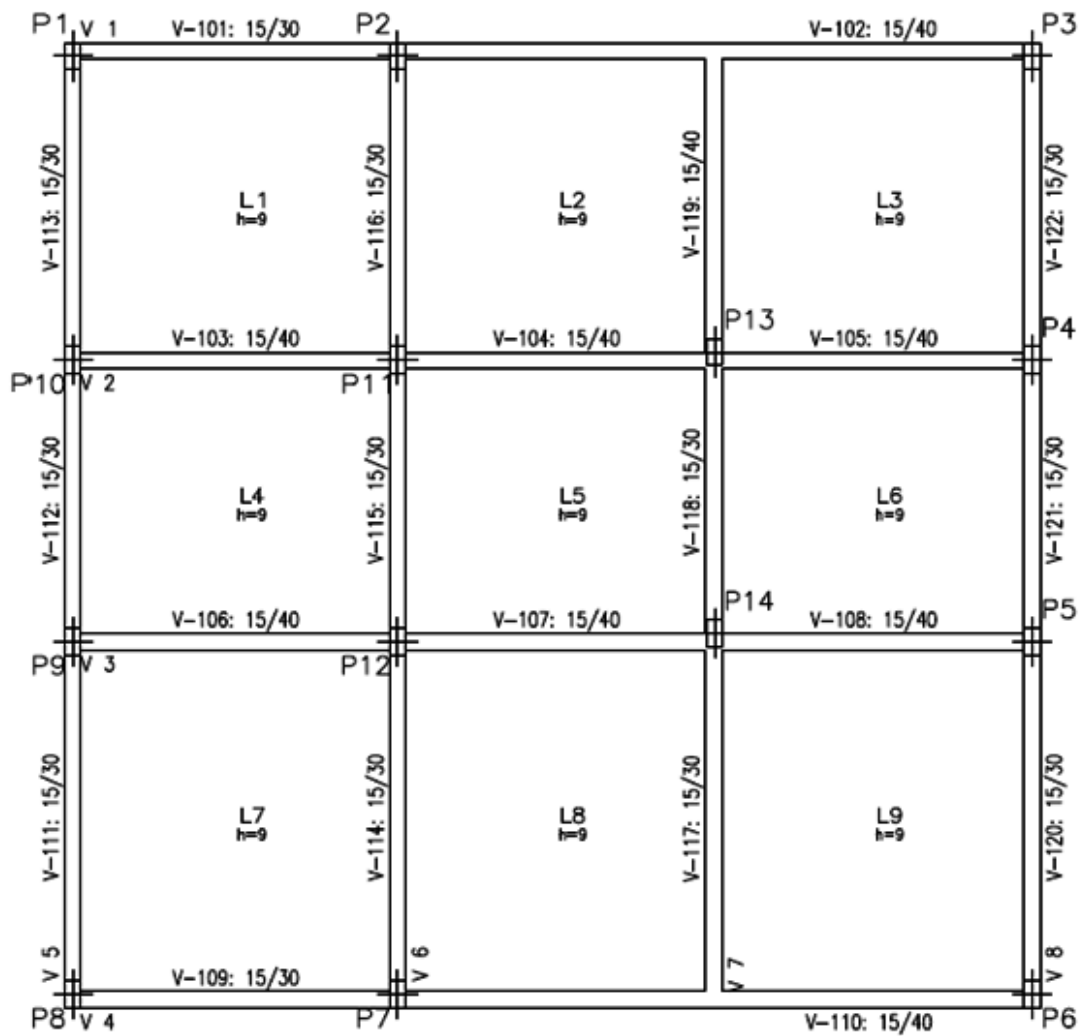 P1
V 1
V-101: 15/30
P2
V-102: 15/40
P3
V-113: 15/30
L1
h=9
V-116: 15/30
L2
h=9
V-119: 15/40
L3
h=9
V-122: 15/30
V-103: 15/40
V-104: 15/40
P13
V-105: 15/40
P4
P10
V 2
P11
V-112: 15/30
L4
h=9
V-115: 15/30
L5
h=9
V-118: 15/30
L6
h=9
V-121: 15/30
V-106: 15/40
V-107: 15/40
P14
V-108: 15/40
P5
P9
V 3
P12
V-111: 15/30
L7
h=9
V-114: 15/30
L8
h=9
V-117: 15/30
L9
h=9
V-120: 15/30
V 5
V-109: 15/30
V 6
V 7
V 8
P8
V 4
P7
V-110: 15/40
P6